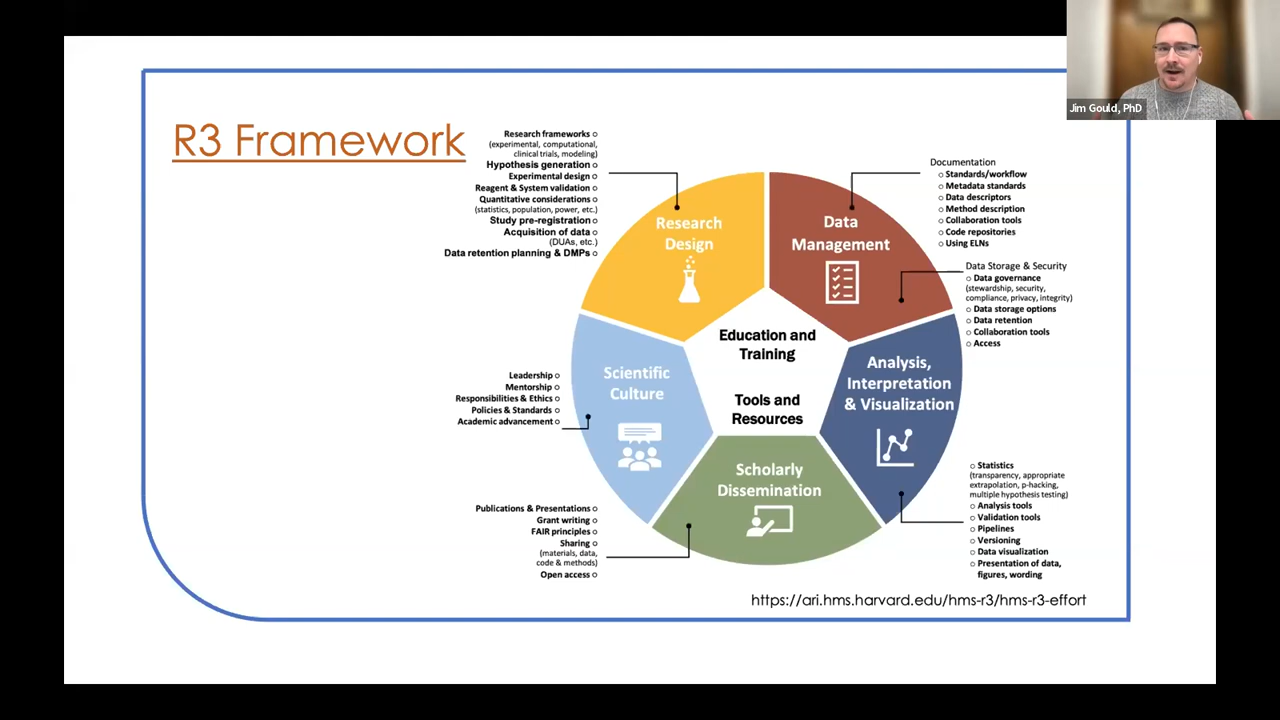 Jim Gould, PhD
R3 Framework
Research frameworks
(experimental, computational,
clinical trials, modeling)
Hypothesis generation
Experimental design
Reagent & System validation
Quantitative considerations
(statistics, population, power, etc.)
Study pre-registration
Acquisition of data
(DUAs, etc.)
Data retention planning & DMPs
Research
Design
Data
Management
Documentation
Standards/workflow
Metadata standards
Data descriptors
Method description
Collaboration tools
Code repositories
Using ELNs
Data Storage & Security
Data governance
(stewardship, security,
compliance, privacy, integrity)
Data storage options
Data retention
Collaboration tools
Access
Education and
Training
Tools and
Resources
Scientific
Culture
Leadership
Mentorship
Responsibilities & Ethics
Policies & Standards
Academic advancement
Analysis,
Interpretation
& Visualization
Statistics
(transparency, appropriate
extrapolation, p-hacking,
multiple hypothesis testing)
Analysis tools
Validation tools
Pipelines
Versioning
Data visualization
Presentation of data,
figures, wording
Scholarly
Dissemination
Publications & Presentations
Grant writing
FAIR principles
Sharing
(materials, data,
code & methods)
Open access
https://ari.hms.harvard.edu/hms-r3/hms-r3-effort